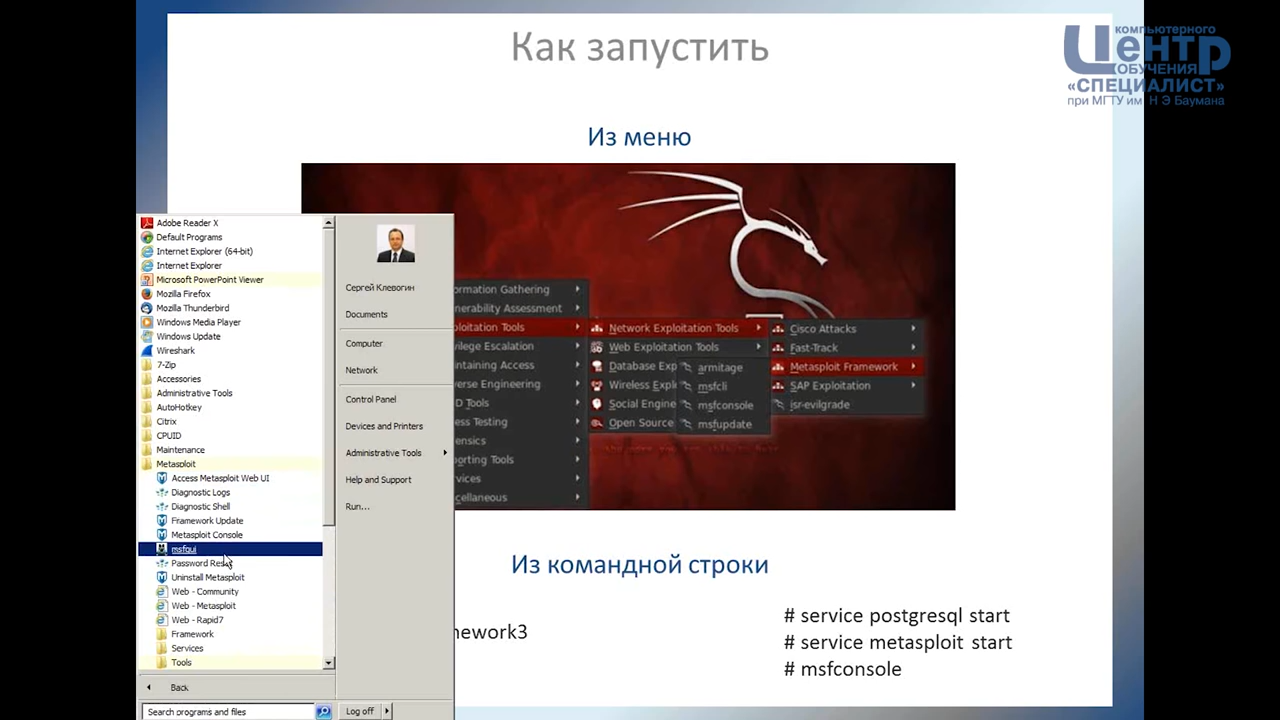 Как запустить
компьютерного
Центр
ОБУЧЕНИЯ
«СПЕЦИАЛИСТ»
при МГТУ им Н Э Баумана
Из меню
Adobe Reader X
Default Programs
Internet Explorer (64-bit)
Internet Explorer
Microsoft PowerPoint Viewer
Mozilla Firefox
Mozilla Thunderbird
Windows Media Player
Windows Update
Wireshark
7-Zip
Accessories
Administrative Tools
AutoHotkey
Citrix
CPUID
Maintenance
Metasploit
Access Metasploit Web UI
Diagnostic Logs
Diagnostic Shell
Framework Update
Metasploit Console
msfgui
Password Reset
Uninstall Metasploit
Web - Community
Web - Metasploit
Web - Rapid7
Framework
Services
Tools
Back
Search programs and files
Сергей Клевогин
Documents
Computer
Network
Control Panel
Devices and Printers
Administrative Tools
Help and Support
Run...
Log off
ormation Gathering
nerability Assessment
ploitation Tools
vilege Escalation
aintaining Access
verse Engineering
D Tools
ess Testing
ensics
porting Tools
vices
cellaneous
Network Exploitation Tools
Web Exploitation Tools
Database Exp
Wireless Expl
Social Engine
Open Source
armitage
msfcli
msfconsole
msfupdate
Cisco Attacks
Fast-Track
Metasploit Framework
SAP Exploitation
isr-evilgrade
Из командной строки
nework3
# service postgresql start
# service metasploit start
# msfconsole